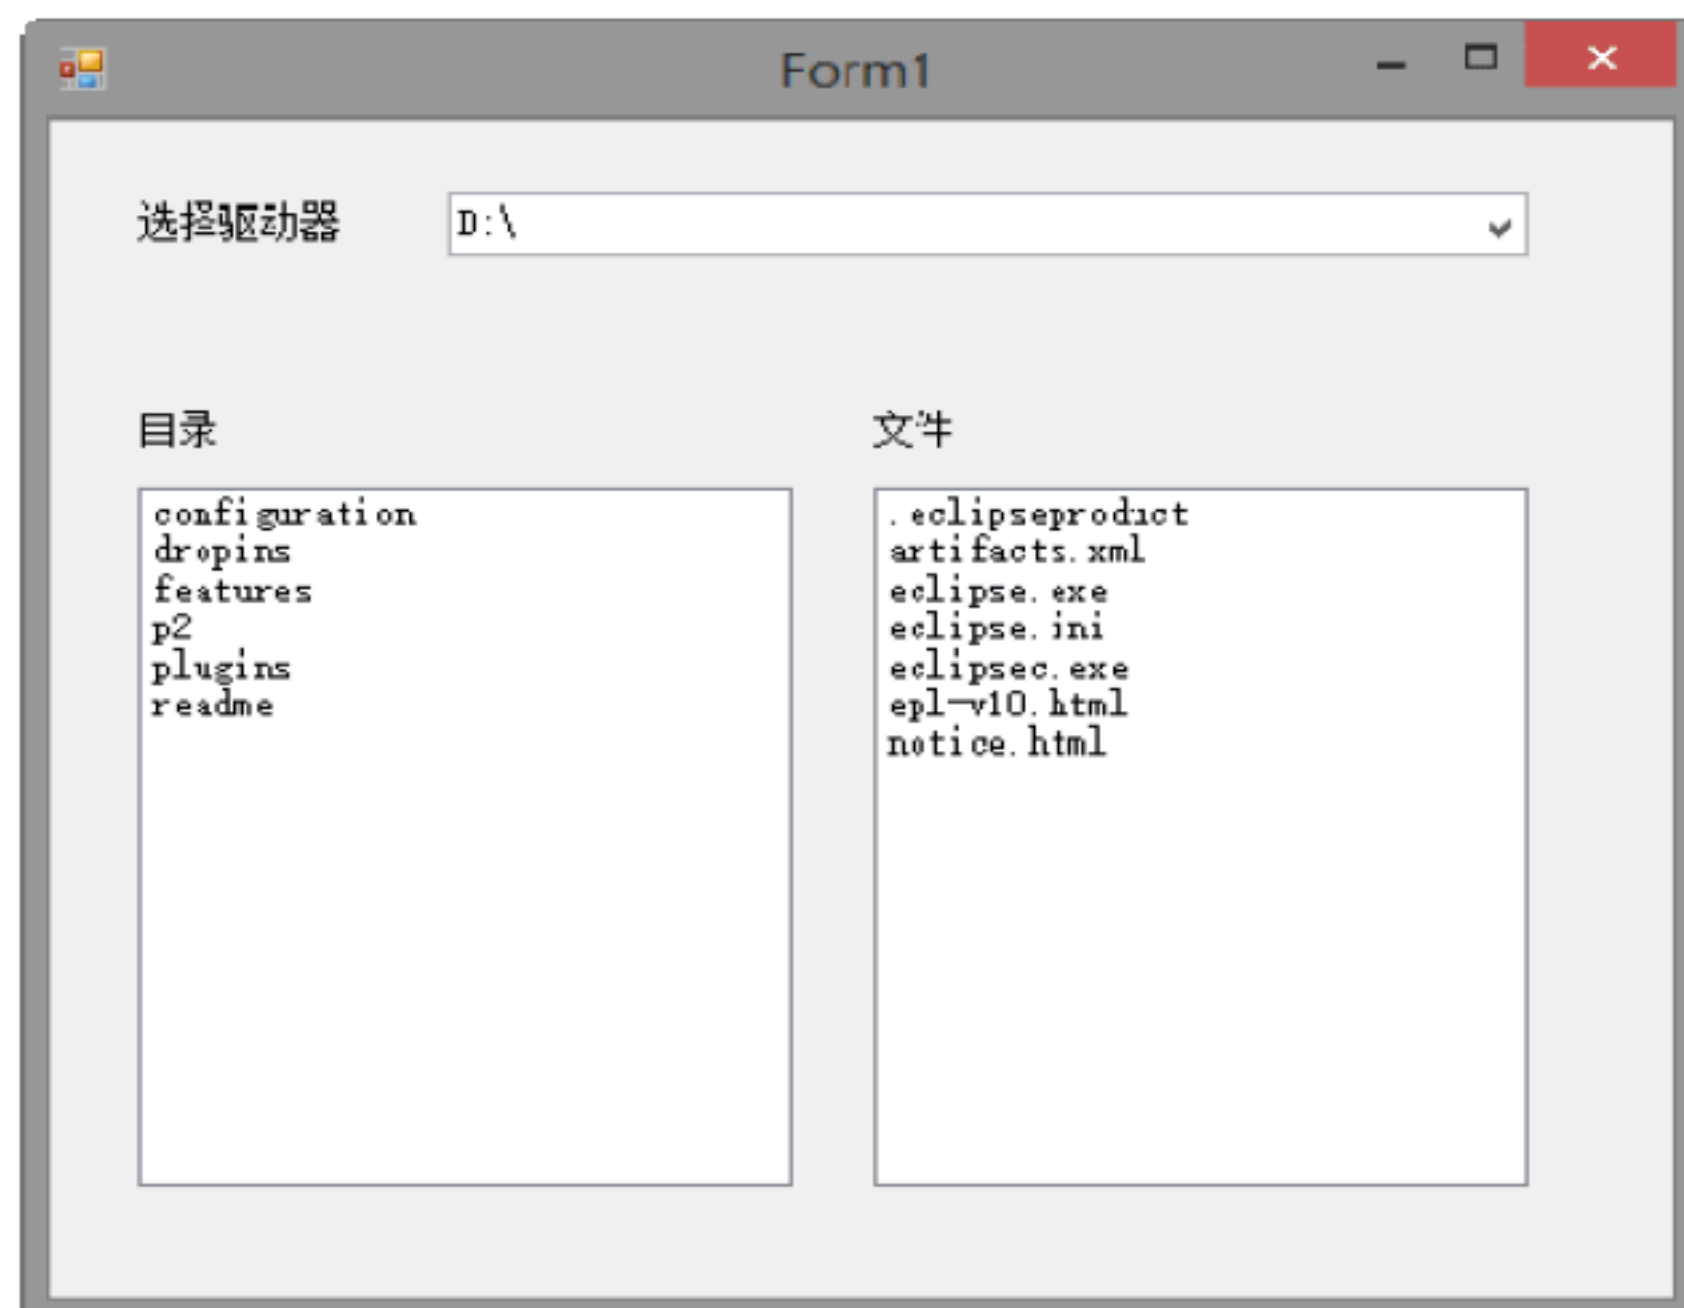 Form1
选择驱动器
D:\
目录
文件
configuration
dropins
features
p2
plugins
readme
.eclipseproduct
artifacts.xml
eclipse.exe
eclipse.ini
eclipsec.exe
epl-v10.html
notice.html